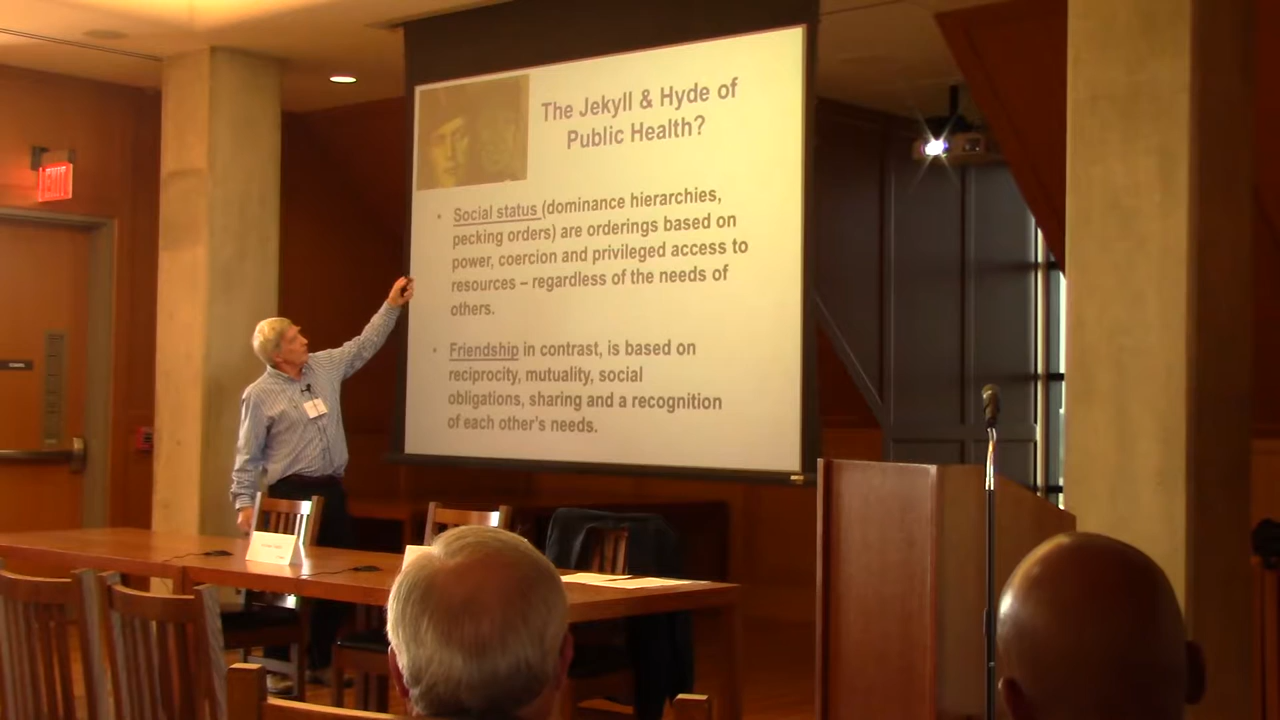 The Jekyll & Hyde of
Public Health?
• Social status (dominance hierarchies,
pecking orders) are orderings based on
power, coercion and privileged access to
resources – regardless of the needs of
others.
• Friendship in contrast, is based on
reciprocity, mutuality, social
obligations, sharing and a recognition
of each other's needs.
EXIT